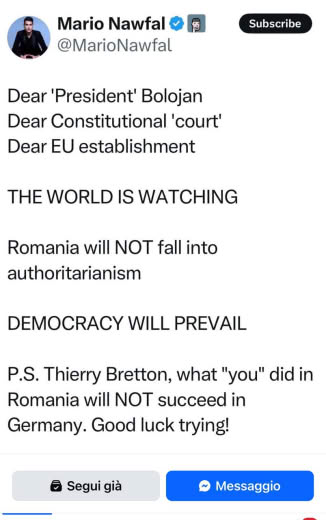 Mario Nawfal
Subscribe
@MarioNawfal
Dear 'President' Bolojan
Dear Constitutional 'court'
Dear EU establishment
THE WORLD IS WATCHING
Romania will NOT fall into
authoritarianism
DEMOCRACY WILL PREVAIL
P.S. Thierry Bretton, what "you" did in
Romania will NOT succeed in
Germany. Good luck trying!
Segui già
Messaggio